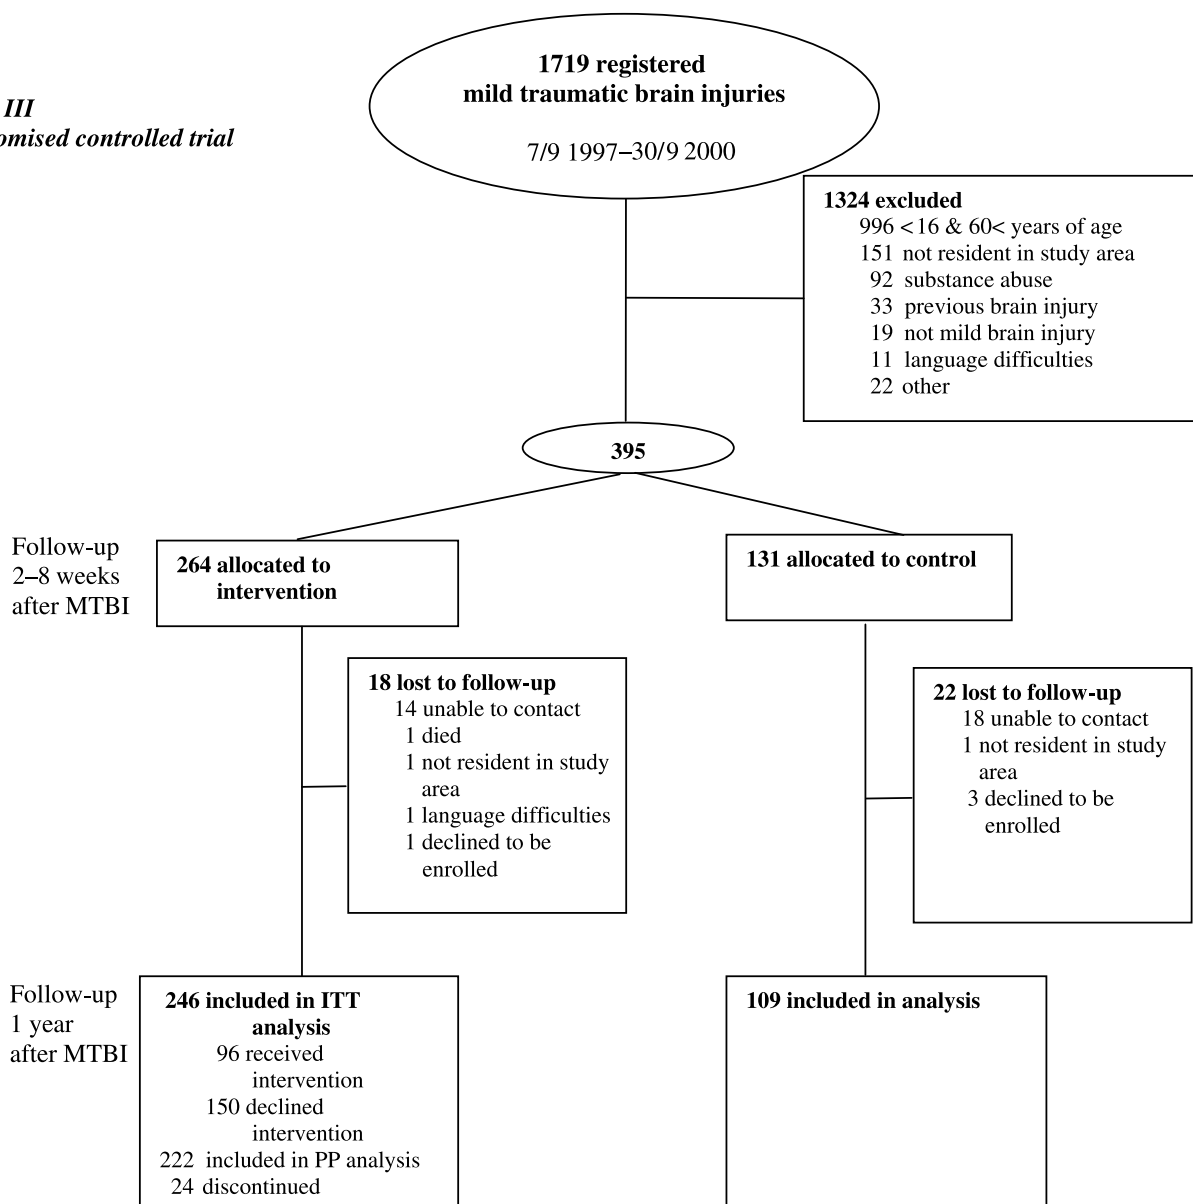 III
omised controlled trial
1719 registered
mild traumatic brain injuries
7/9 1997–30/9 2000
1324 excluded
996 <16 & 60< years of age
151 not resident in study area
92 substance abuse
33 previous brain injury
19 not mild brain injury
11 language difficulties
22 other
395
Follow-up
2–8 weeks
after MTBI
264 allocated to
intervention
131 allocated to control
18 lost to follow-up
14 unable to contact
1 died
1 not resident in study
area
1 language difficulties
1 declined to be
enrolled
22 lost to follow-up
18 unable to contact
1 not resident in study
area
3 declined to be
enrolled
Follow-up
1 year
after MTBI
246 included in ITT
analysis
96 received
intervention
150 declined
intervention
222 included in PP analysis
24 discontinued
109 included in analysis